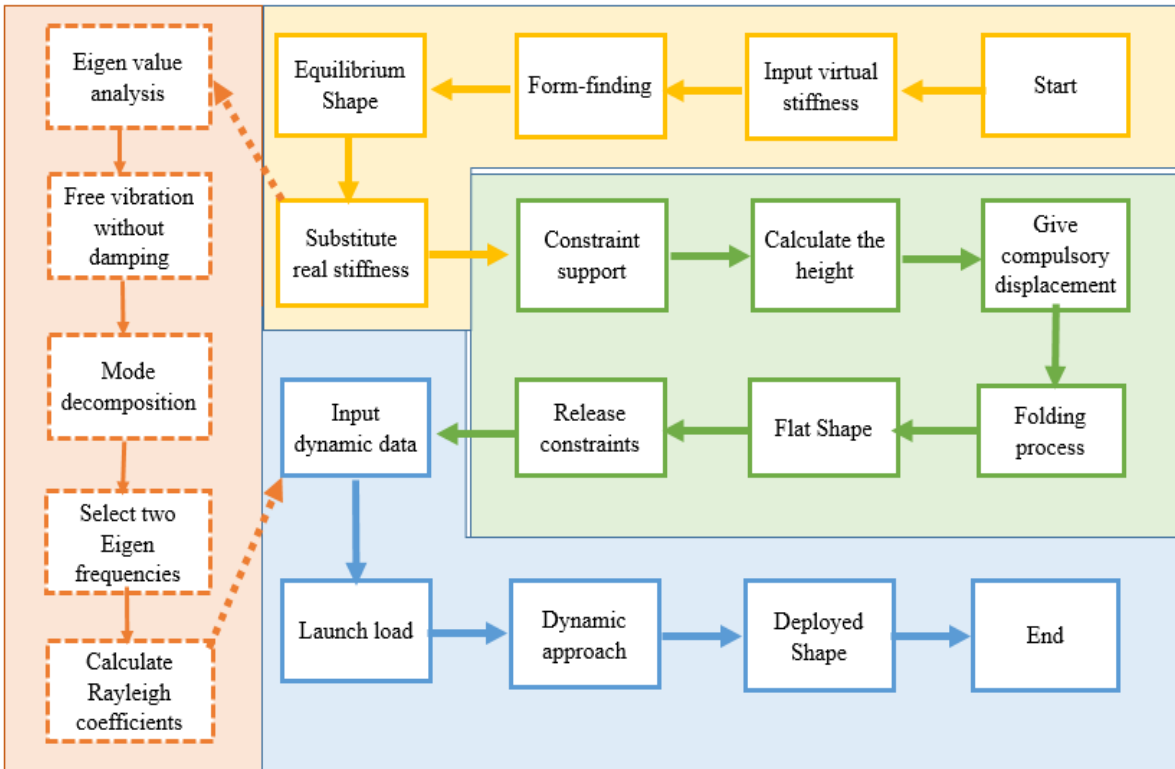 Eigen value
analysis
Equilibrium
Shape
Form-finding
Input virtual
stiffness
Start
Free vibration
without
damping
Substitute
real stiffness
Constraint
support
Calculate the
height
Give
compulsory
displacement
Mode
decomposition
Input
dynamic data
Release
constraints
Flat Shape
Folding
process
Select two
Eigen
frequencies
Launch load
Dynamic
approach
Deployed
Shape
End
Calculate
Rayleigh
coefficients